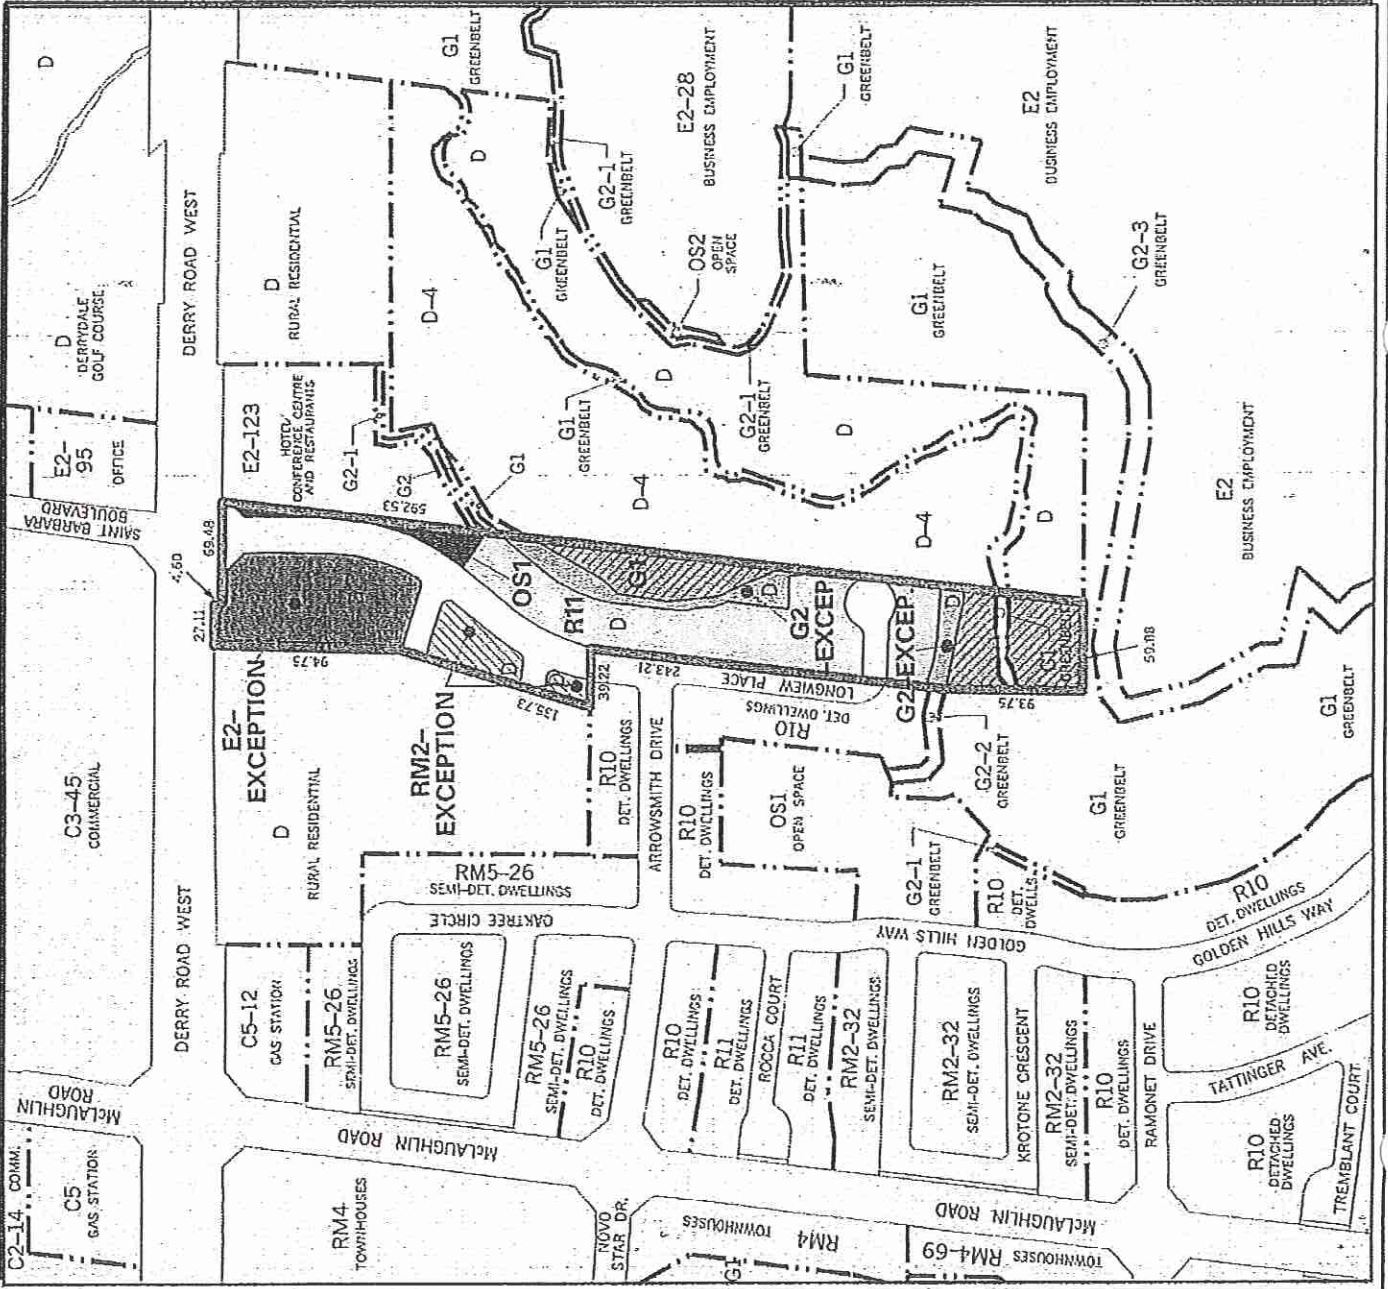 D
G1
GREENBELT
E2-28
BUSINESS EMPLOYMENT
G1
GREENBELT
E2
BUSINESS EMPLOYMENT
DERRY ROAD WEST
D
RURAL RESIDENTIAL
D
G2-1
GREENBELT
D
DERRYDALE
GOLF COURSE
D-4
G1
GREENBELT
OS2
OPEN
SPACE
G1
GREENBELT
G2-3
GREENBELT
E2-
95
OFFICE
E2-123
HOTEL/
CONFERENCE CENTRE
AND RESTAURANTS
G2-1
G2
G1
G1
GREENBELT
D
G2-1
GREENBELT
D
E2
BUSINESS EMPLOYMENT
SAINT BARBARA
BOULEVARD
69.48
592.53
D-4
D-4
D
27.11
94.75
OS1
R11
D
G1
D
G2
-EXCEP.
G2-EXCEP.
D
G1
GREENBELT
59.88
D
135.73
39.22
243.21
LONGVIEW PLACE
93.75
E2-
EXCEPTION
RM2-
EXCEPTION
R10
DET. DWELLINGS
ARROWSMITH DRIVE
R10
DET. DWELLINGS
G2-2
GREENBELT
G1
GREENBELT
C3-45
COMMERCIAL
D
RURAL RESIDENTIAL
R10
DET. DWELLINGS
OS1
OPEN SPACE
G1
GREENBELT
DERRY ROAD WEST
RM5-26
SEMI-DET. DWELLINGS
OAKTREE CIRCLE
G2-1
GREENBELT
R10
DET.
DWELLS
GOLDEN HILLS WAY
R10
DET. DWELLINGS
GOLDEN HILLS WAY
C5-12
GAS STATION
RM5-26
SEMI-DET. DWELLINGS
RM5-26
SEMI-DET. DWELLINGS
RM5-26
SEMI-DET. DWELLINGS
R10
DET. DWELLINGS
R10
DET. DWELLINGS
R11
DET. DWELLINGS
ROCCA COURT
R11
DET. DWELLINGS
RM2-32
SEMI-DET. DWELLINGS
RM2-32
SEMI-DET. DWELLINGS
KROTONE CRESCENT
RM2-32
SEMI-DET. DWELLINGS
R10
DET. DWELLINGS
RAMONET DRIVE
R10
DETACHED
DWELLINGS
TATTINGER AVE.
McLAUGHLIN
ROAD
McLAUGHLIN ROAD
R10
DETACHED
DWELLINGS
TREMBLANT COURT
C2-14 COMM.
C5
GAS STATION
RM4
TOWNHOUSES
NOVO
STAR DR.
RM4
TOWNHOUSES
McLAUGHLIN ROAD
RM4-69
TOWNHOUSES
G1